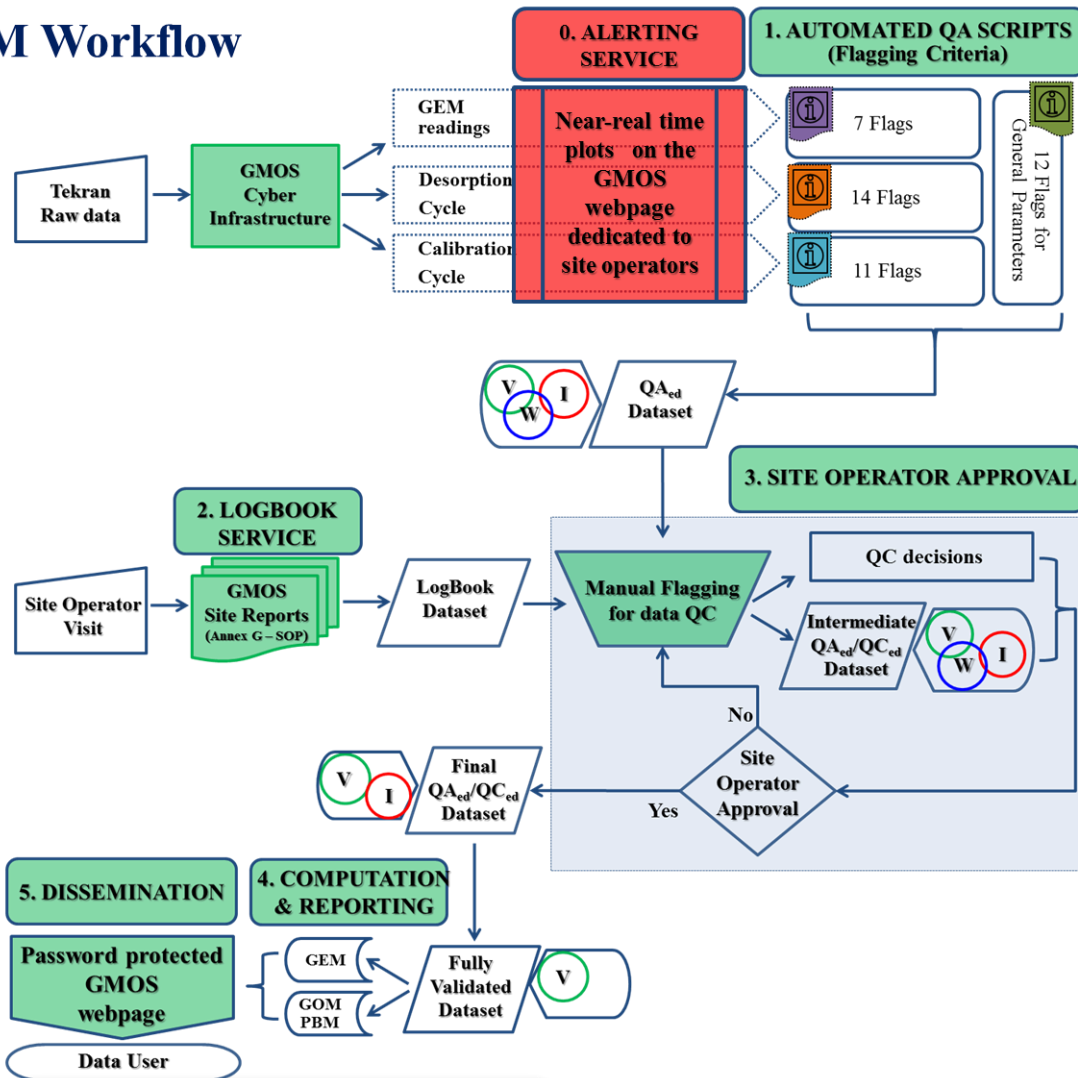 M Workflow
0. ALERTING
SERVICE
1. AUTOMATED QA SCRIPTS
(Flagging Criteria)
GEM
readings
Desorption
Cycle
Calibration
Cycle
Near-real time
plots on the
GMOS
webpage
dedicated to
site operators
i
7 Flags
i
14 Flags
i
11 Flags
i
12 Flags for
General Parameters
Tekran
Raw data
GMOS
Cyber
Infrastructure
V
W
I
QAed
Dataset
3. SITE OPERATOR APPROVAL
2. LOGBOOK
SERVICE
Site Operator
Visit
GMOS
Site Reports
(Annex G – SOP)
LogBook
Dataset
Manual Flagging
for data QC
QC decisions
Intermediate
QAed/QCed
Dataset
V
W
I
No
Site
Operator
Approval
Yes
V
I
Final
QAed/QCed
Dataset
5. DISSEMINATION
4. COMPUTATION
& REPORTING
Password protected
GMOS
webpage
GEM
GOM
PBM
Fully
Validated
Dataset
V
Data User